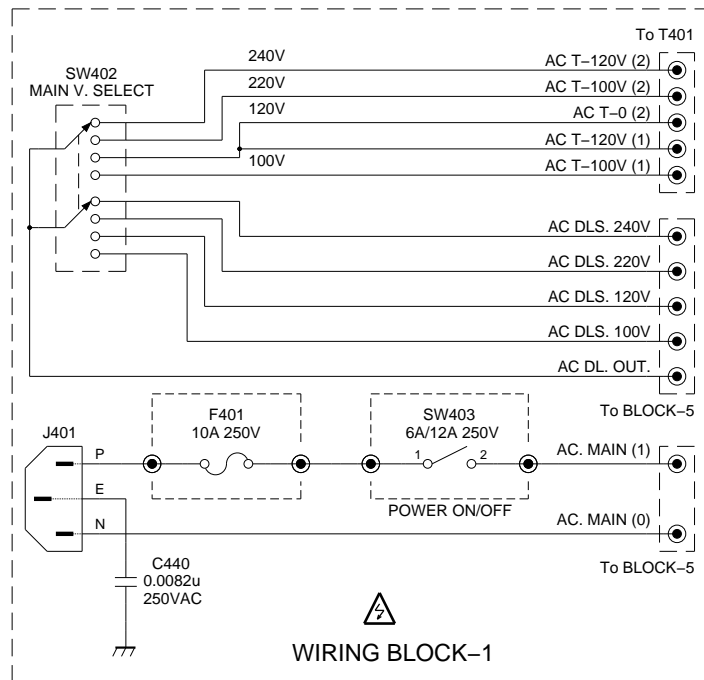 To T401
240V
AC T–120V (2)
SW402
MAIN V. SELECT
220V
AC T–100V (2)
120V
AC T–0 (2)
AC T–120V (1)
100V
AC T–100V (1)
AC DLS. 240V
AC DLS. 220V
AC DLS. 120V
AC DLS. 100V
AC DL. OUT.
To BLOCK–5
J401
F401
10A 250V
SW403
6A/12A 250V
P
1
2
AC. MAIN (1)
E
POWER ON/OFF
N
AC. MAIN (0)
To BLOCK–5
C440
0.0082u
250VAC
WIRING BLOCK–1